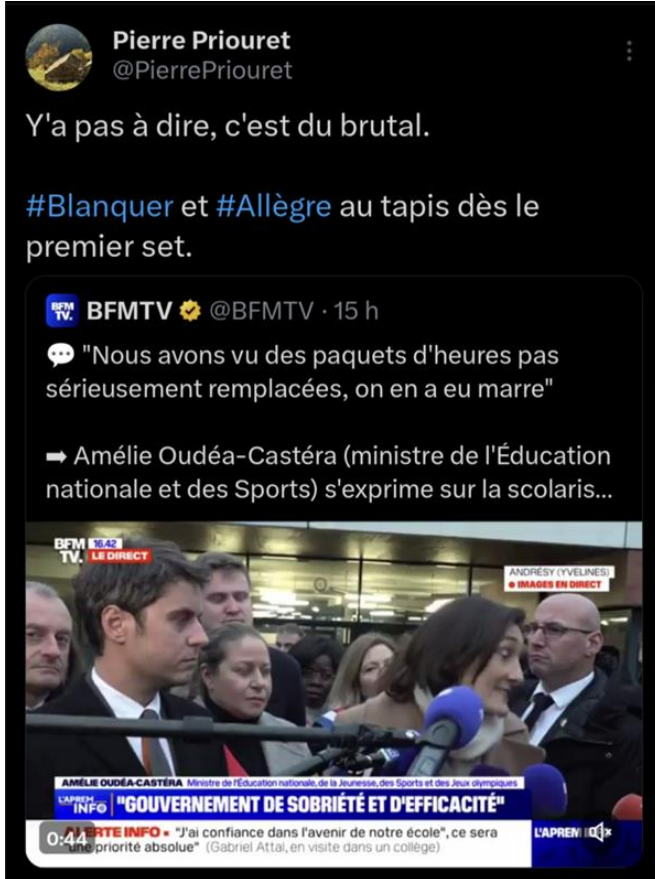 Pierre Priouret
@PierrePriouret
Y'a pas à dire, c'est du brutal.
#Blanquer et #Allègre au tapis dès le
premier set.
BFM
TV.
BFMTV @BFMTV · 15 h
💬 "Nous avons vu des paquets d'heures pas
sérieusement remplacées, on en a eu marre"
➡ Amélie Oudéa-Castéra (ministre de l'Éducation
nationale et des Sports) s'exprime sur la scolaris...
BFM 16.42
TV. LE DIRECT
ANDRÉSY (YVELINES)
IMAGES EN DIRECT
AMÉLIE OUDÉA-CASTÉRA Ministre de l'Éducation nationale, de la Jeunesse, des Sports et des Jeux olympiques
L'APREM INFO "GOUVERNEMENT DE SOBRIÉTÉ ET D'EFFICACITÉ"
ERTE INFO "J'ai confiance dans l'avenir de notre école", ce sera
une priorité absolue" (Gabriel Attal, en visite dans un collège)
0:44
L'APREM